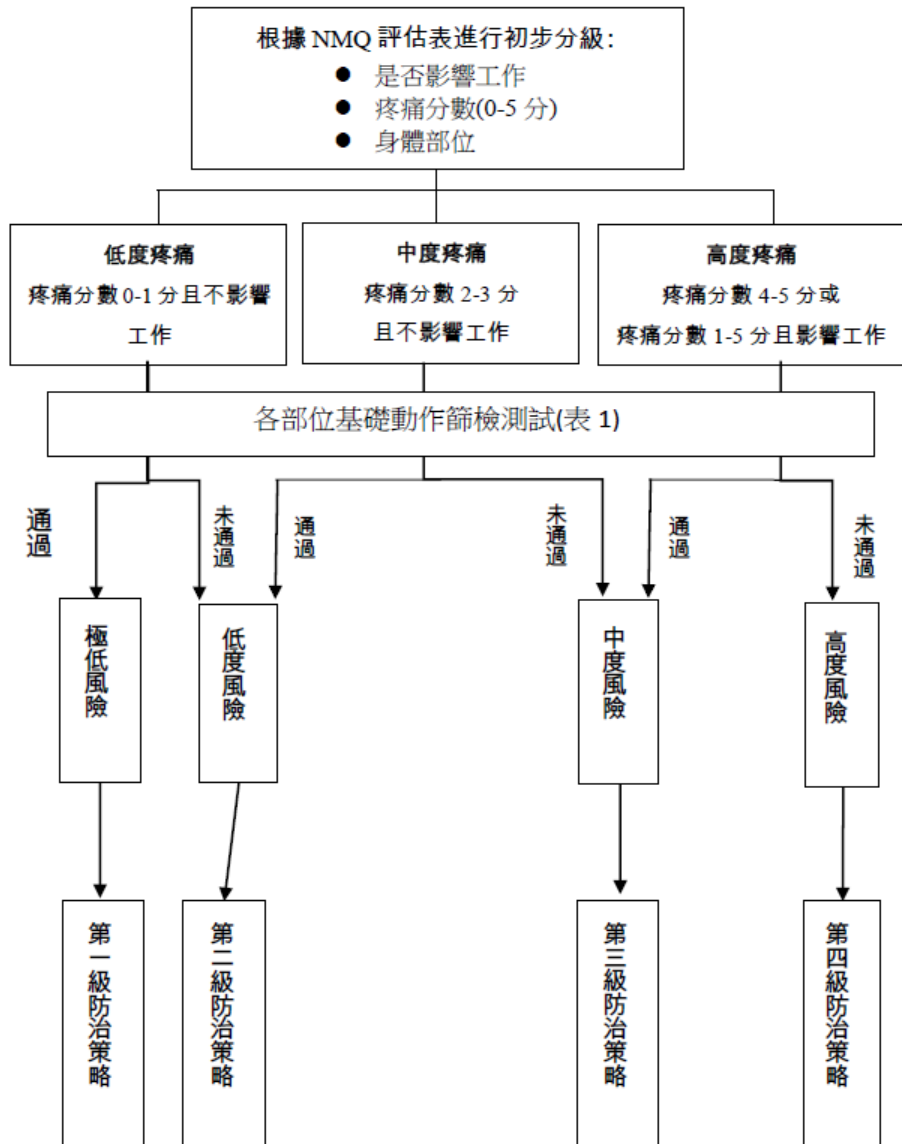 根據 NMQ 評估表進行初步分級：
● 是否影響工作
● 疼痛分數(0-5 分)
● 身體部位
低度疼痛
疼痛分數 0-1 分且不影響
工作
中度疼痛
疼痛分數 2-3 分
且不影響工作
高度疼痛
疼痛分數 4-5 分或
疼痛分數 1-5 分且影響工作
各部位基礎動作篩檢測試(表 1)
通過
未通過
通過
未通過
通過
未通過
極低風險
低度風險
中度風險
高度風險
第一級防治策略
第二級防治策略
第三級防治策略
第四級防治策略